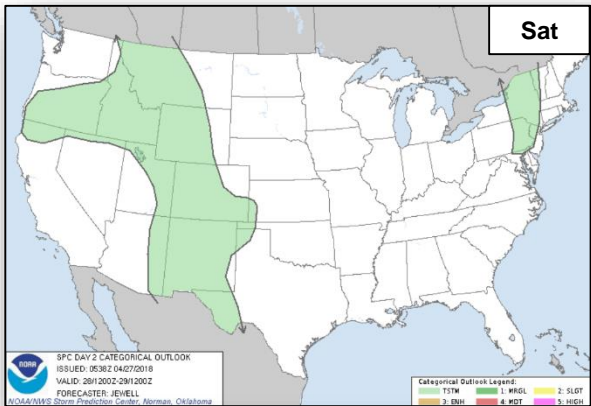 Sat
SPC DAY 2 CATEGORICAL OUTLOOK
ISSUED: 0538Z 04/27/2018
VALID: 28/1200Z-29/1200Z
FORECASTER: JEWELL
NOAA/NWS Storm Prediction Center, Norman, Oklahoma
NOAA
Categorical Outlook Legend:
TSTM 1: MRGL 2: SLGT
3: ENH 4: MDT 5: HIGH